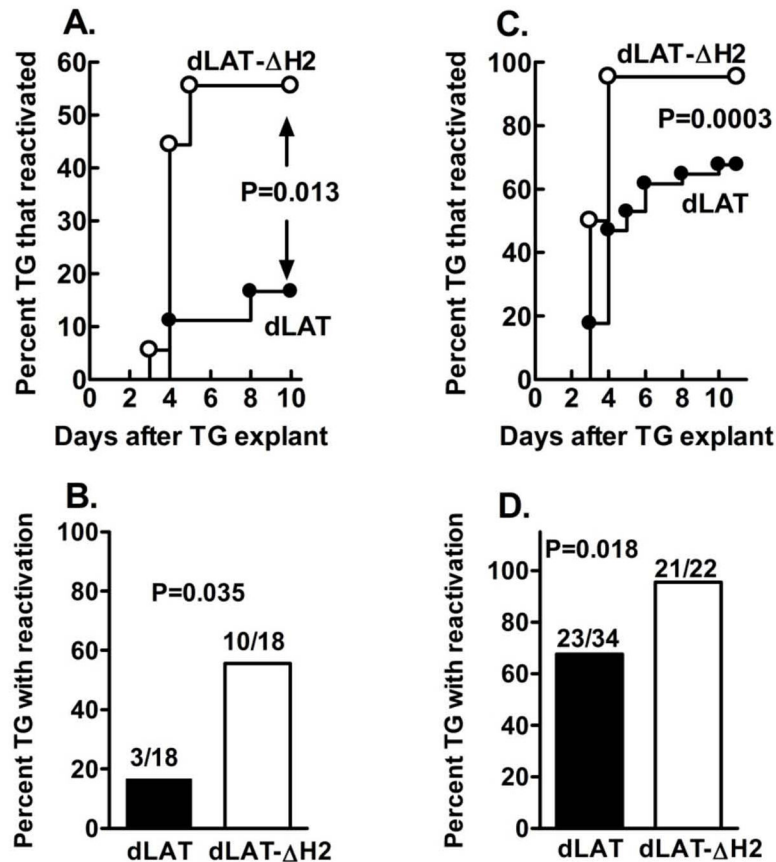 A.
Percent TG that reactivated
60
50
40
30
20
10
0
dLAT-ΔH2
P=0.013
dLAT
0 2 4 6 8 10
Days after TG explant
C.
Percent TG that reactivated
100
80
60
40
20
0
dLAT-ΔH2
P=0.0003
dLAT
0 2 4 6 8 10
Days after TG explant
B.
Percent TG with reactivation
100
80
60
40
20
0
P=0.035
10/18
3/18
dLAT dLAT-ΔH2
D.
Percent TG with reactivation
100
80
60
40
20
0
P=0.018
21/22
23/34
dLAT dLAT-ΔH2